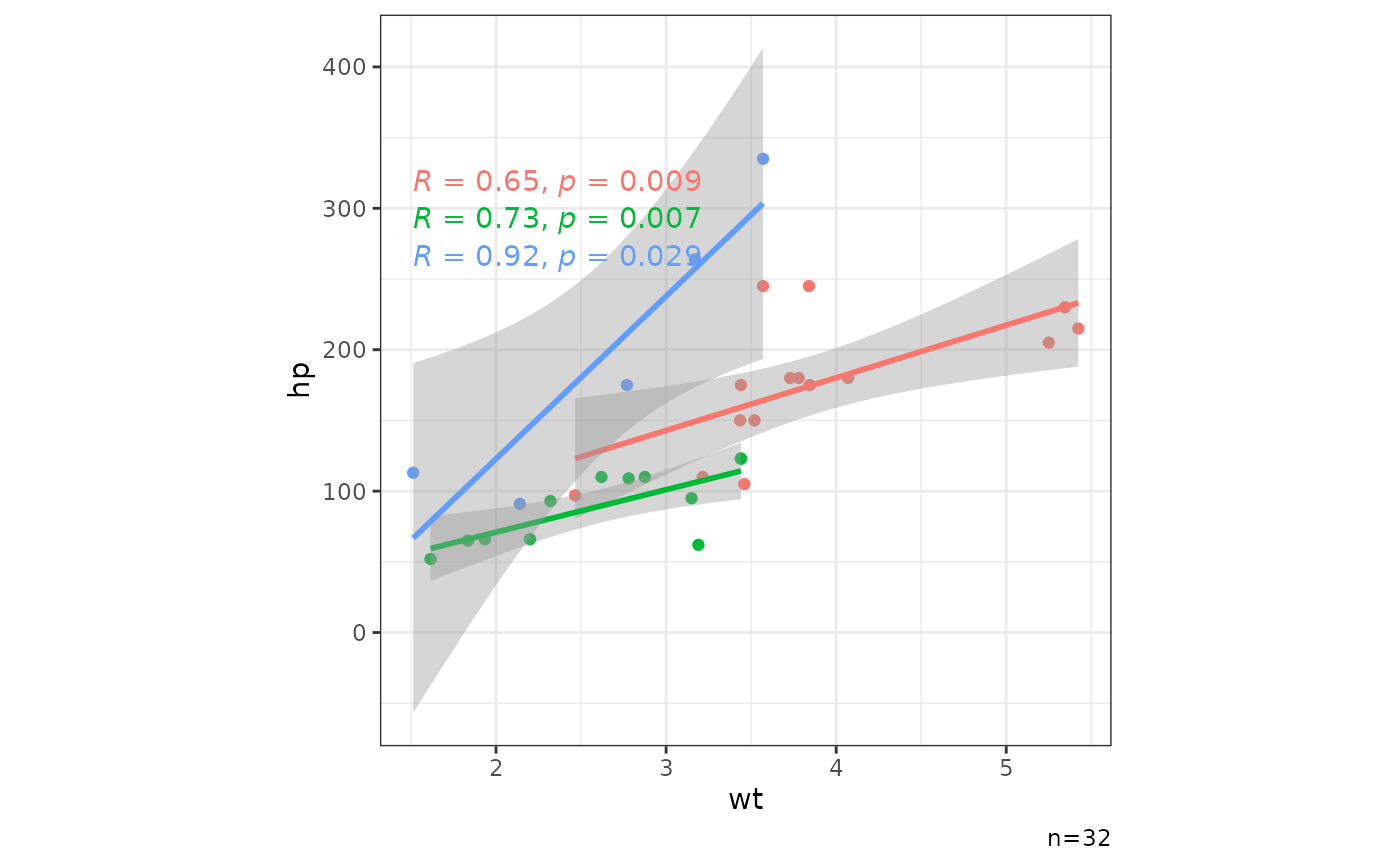 400
R = 0.65, p = 0.009
300
R = 0.73, p = 0.007
R = 0.92, p = 0.029
200
hp
100
0
2 3 4 5
wt
n=32